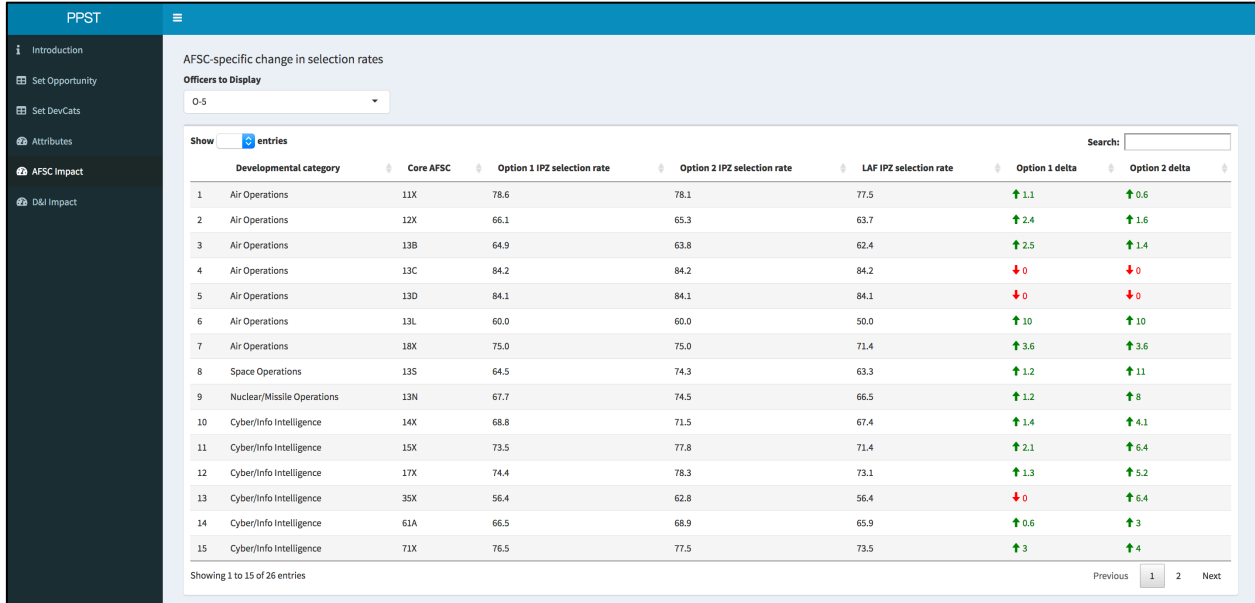 PPST
Introduction
Set Opportunity
Set DevCats
Attributes
AFSC Impact
D&I Impact
AFSC-specific change in selection rates
Officers to Display
O-5
Show entries Search:
Developmental category Core AFSC Option 1 IPZ selection rate Option 2 IPZ selection rate LAF IPZ selection rate Option 1 delta Option 2 delta
1 Air Operations 11X 78.6 78.1 77.5 1.1 0.6
2 Air Operations 12X 66.1 65.3 63.7 2.4 1.6
3 Air Operations 13B 64.9 63.8 62.4 2.5 1.4
4 Air Operations 13C 84.2 84.2 84.2 0 0
5 Air Operations 13D 84.1 84.1 84.1 0 0
6 Air Operations 13L 60.0 60.0 50.0 10 10
7 Air Operations 18X 75.0 75.0 71.4 3.6 3.6
8 Space Operations 13S 64.5 74.3 63.3 1.2 11
9 Nuclear/Missile Operations 13N 67.7 74.5 66.5 1.2 8
10 Cyber/Info Intelligence 14X 68.8 71.5 67.4 1.4 4.1
11 Cyber/Info Intelligence 15X 73.5 77.8 71.4 2.1 6.4
12 Cyber/Info Intelligence 17X 74.4 78.3 73.1 1.3 5.2
13 Cyber/Info Intelligence 35X 56.4 62.8 56.4 0 6.4
14 Cyber/Info Intelligence 61A 66.5 68.9 65.9 0.6 3
15 Cyber/Info Intelligence 71X 76.5 77.5 73.5 3 4
Showing 1 to 15 of 26 entries Previous 1 2 Next